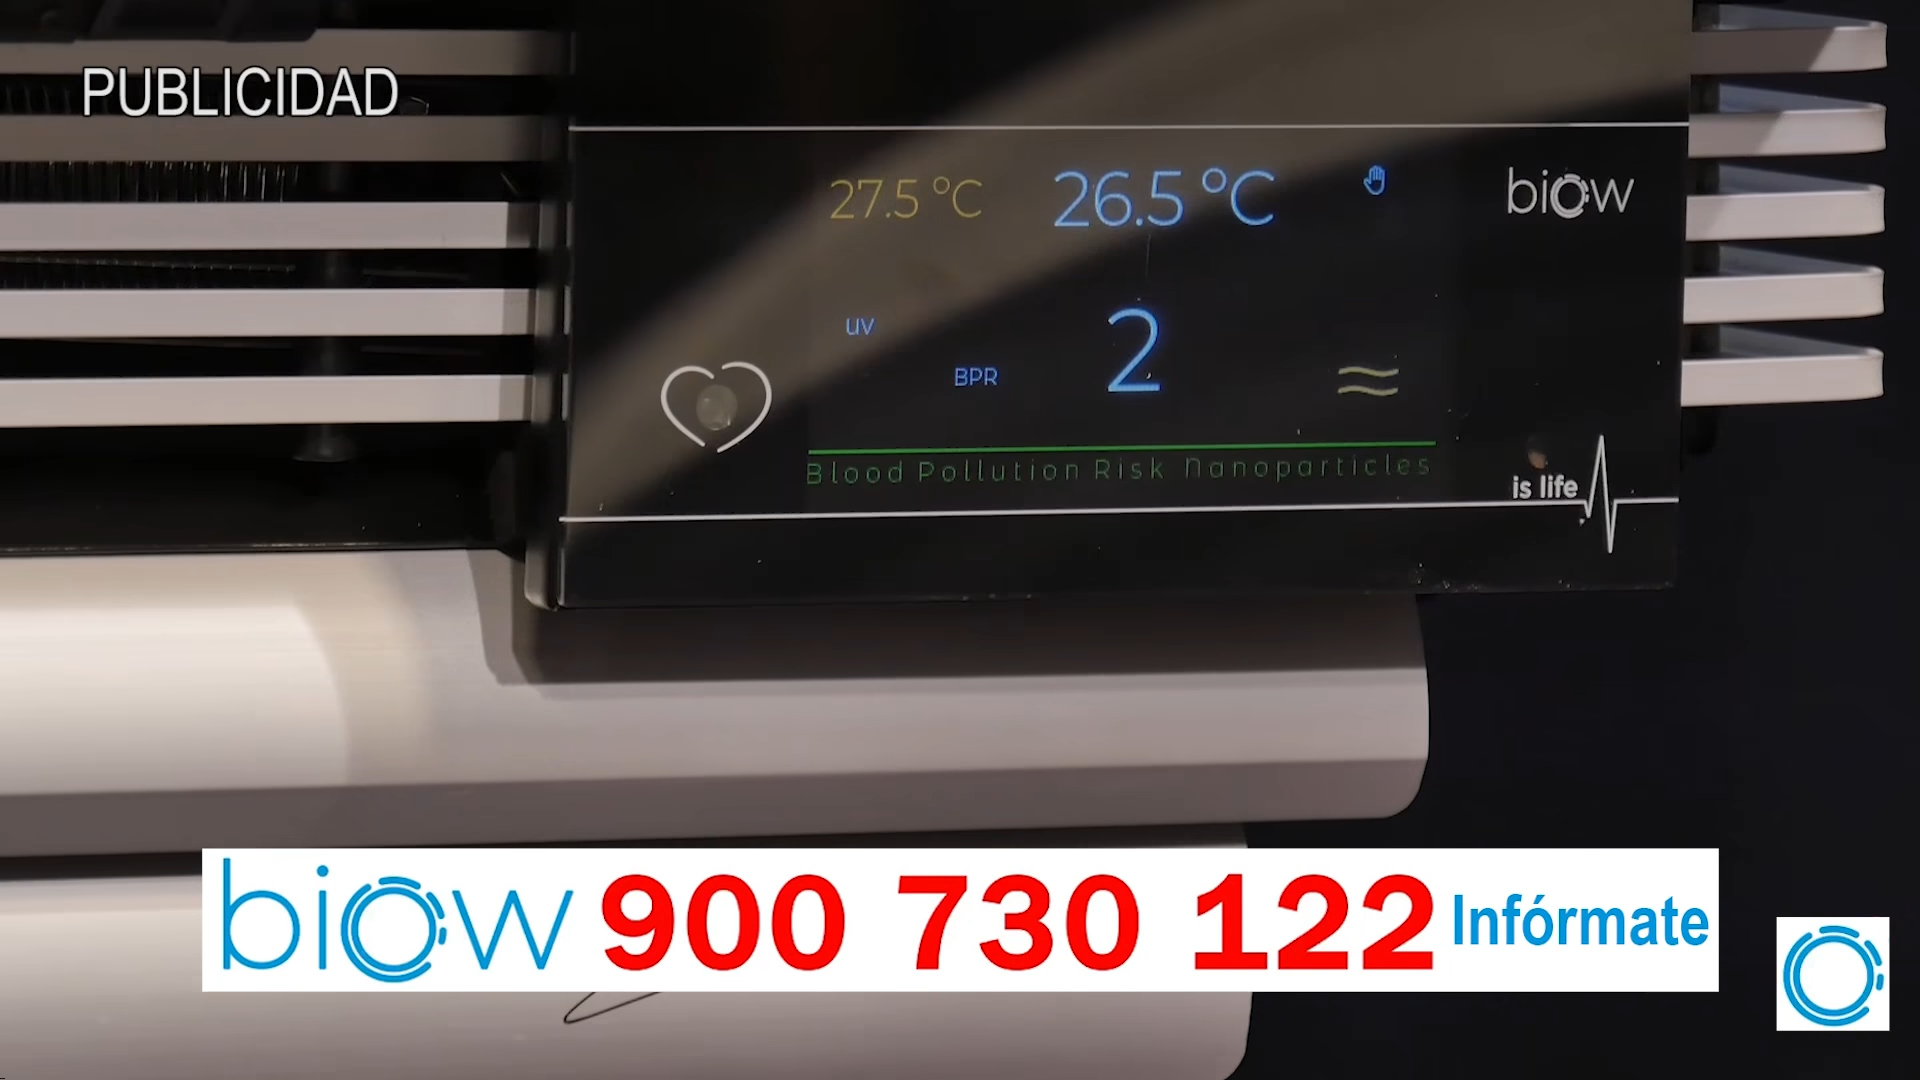 PUBLICIDAD
27.5 °C 26.5 °C
biow
uv
BPR
2
Blood Pollution Risk Nanoparticles
is life
biow 900 730 122 Infórmate